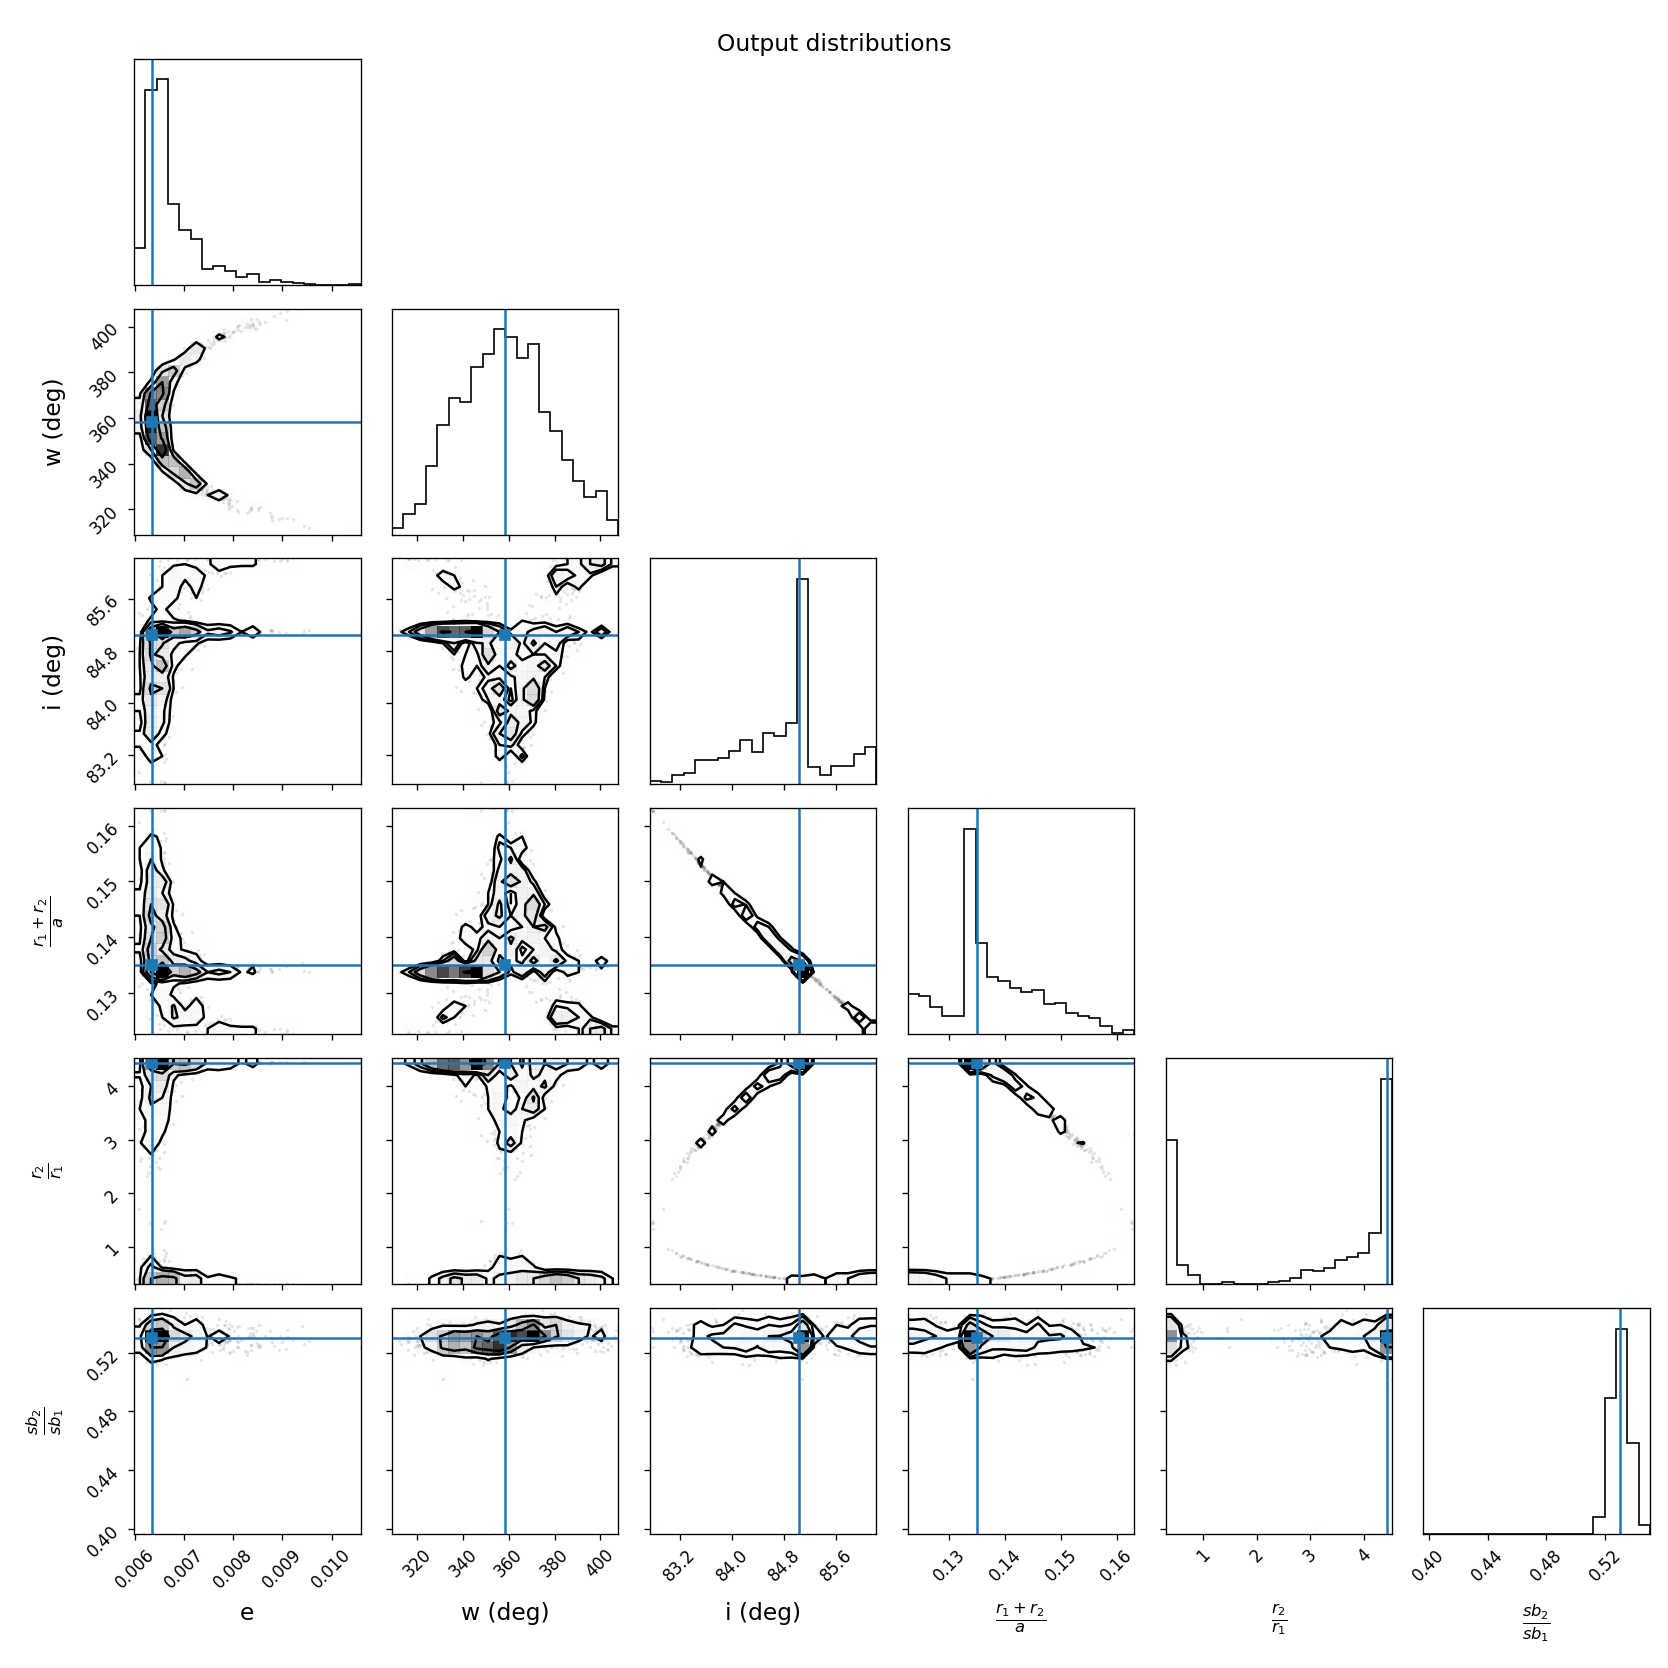 Output distributions
400
380
360
340
320
w (deg)
85.6
84.8
84.0
83.2
i (deg)
0.16
0.15
0.14
0.13
r₁ + r₂
a
4
3
2
1
r₂
r₁
0.52
0.48
0.44
0.40
sb₂
sb₁
0.006 0.007 0.008 0.009 0.010 320 340 360 380 400 83.2 84.0 84.8 85.6 0.13 0.14 0.15 0.16 1 2 3 4 0.40 0.44 0.48 0.52
e w (deg) i (deg) r₁ + r₂ r₂ sb₂
a r₁ sb₁